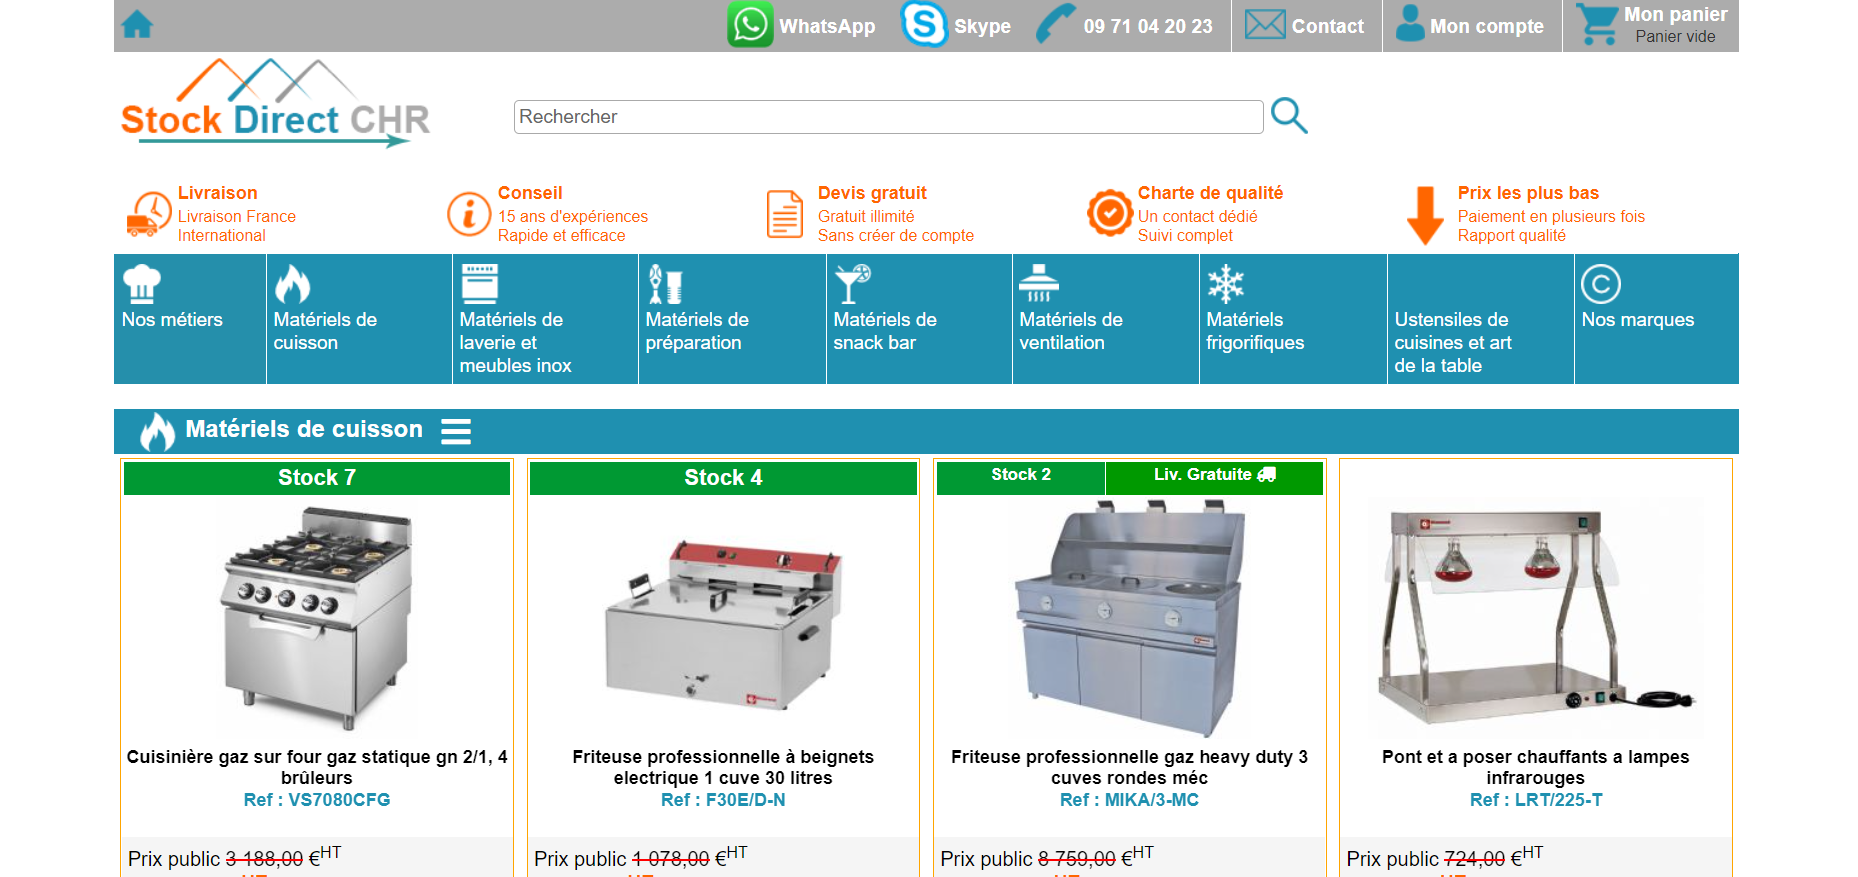 WhatsApp
Skype
09 71 04 20 23
Contact
Mon compte
Mon panier
Panier vide
Stock Direct CHR
Rechercher
Livraison
Livraison France
International
Conseil
15 ans d'expériences
Rapide et efficace
Devis gratuit
Gratuit illimité
Sans créer de compte
Charte de qualité
Un contact dédié
Suivi complet
Prix les plus bas
Paiement en plusieurs fois
Rapport qualité
Nos métiers
Matériels de
cuisson
Matériels de
laverie et
meubles inox
Matériels de
préparation
Matériels de
snack bar
Matériels de
ventilation
Matériels
frigorifiques
Ustensiles de
cuisines et art
de la table
Nos marques
Matériels de cuisson
Stock 7
Cuisinière gaz sur four gaz statique gn 2/1, 4
brûleurs
Ref : VS7080CFG
Prix public 3 188,00 €HT
Stock 4
Friteuse professionnelle à beignets
electrique 1 cuve 30 litres
Ref : F30E/D-N
Prix public 1 078,00 €HT
Stock 2
Liv. Gratuite
Friteuse professionnelle gaz heavy duty 3
cuves rondes méc
Ref : MIKA/3-MC
Prix public 8 759,00 €HT
Pont et a poser chauffants a lampes
infrarouges
Ref : LRT/225-T
Prix public 724,00 €HT